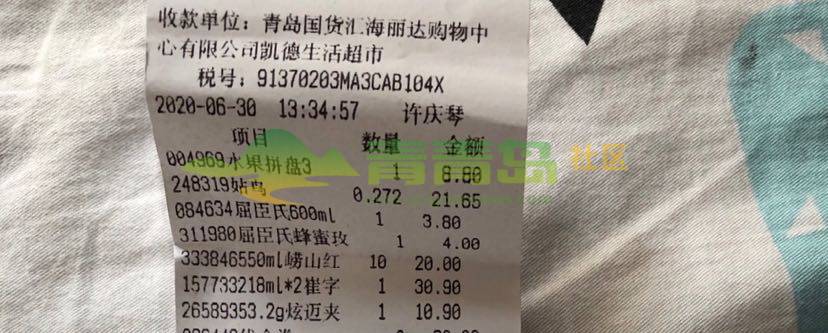 收款单位：青岛国货汇海丽达购物中
心有限公司凯德生活超市
税号：91370203MA3CAB104X
2020-06-30 13:34:57 许庆琴
项目 数量 金额
004969水果拼盘3 1 8.80
248319鲇鸟 0.272 21.65
084634屈臣氏600ml 1 3.80
311980屈臣氏蜂蜜玫 1 4.00
333846550ml崂山红 10 20.00
157733218ml*2崔字 1 30.90
26589353.2g炫迈夹 1 10.90
青青岛社区